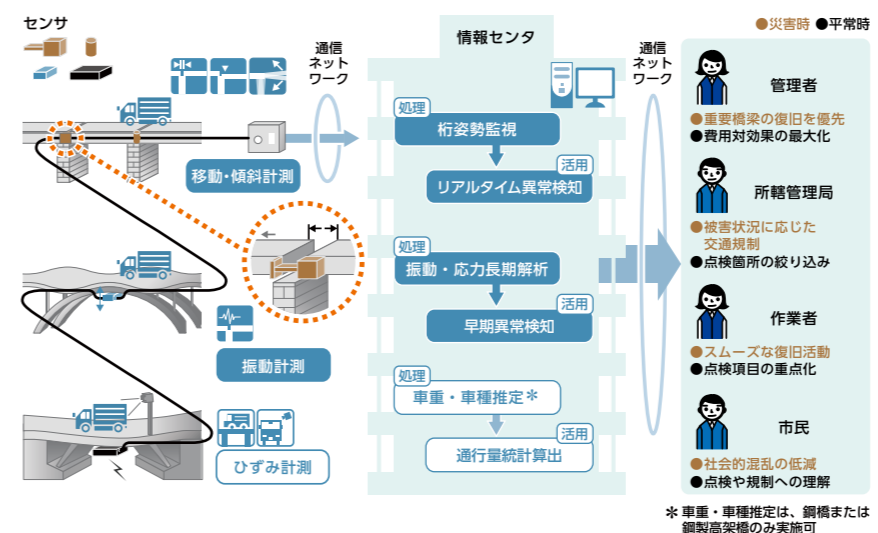 センサ
移動・傾斜計測
振動計測
ひずみ計測
通信
ネット
ワーク
情報センタ
処理
桁姿勢監視
活用
リアルタイム異常検知
処理
振動・応力長期解析
活用
早期異常検知
処理
車重・車種推定＊
活用
通行量統計算出
通信
ネット
ワーク
●災害時 ●平常時
管理者
●重要橋梁の復旧を優先
●費用対効果の最大化
所轄管理局
●被害状況に応じた
交通規制
●点検箇所の絞り込み
作業者
●スムーズな復旧活動
●点検項目の重点化
市民
●社会的混乱の低減
●点検や規制への理解
＊車重・車種推定は、鋼橋または
鋼製高架橋のみ実施可